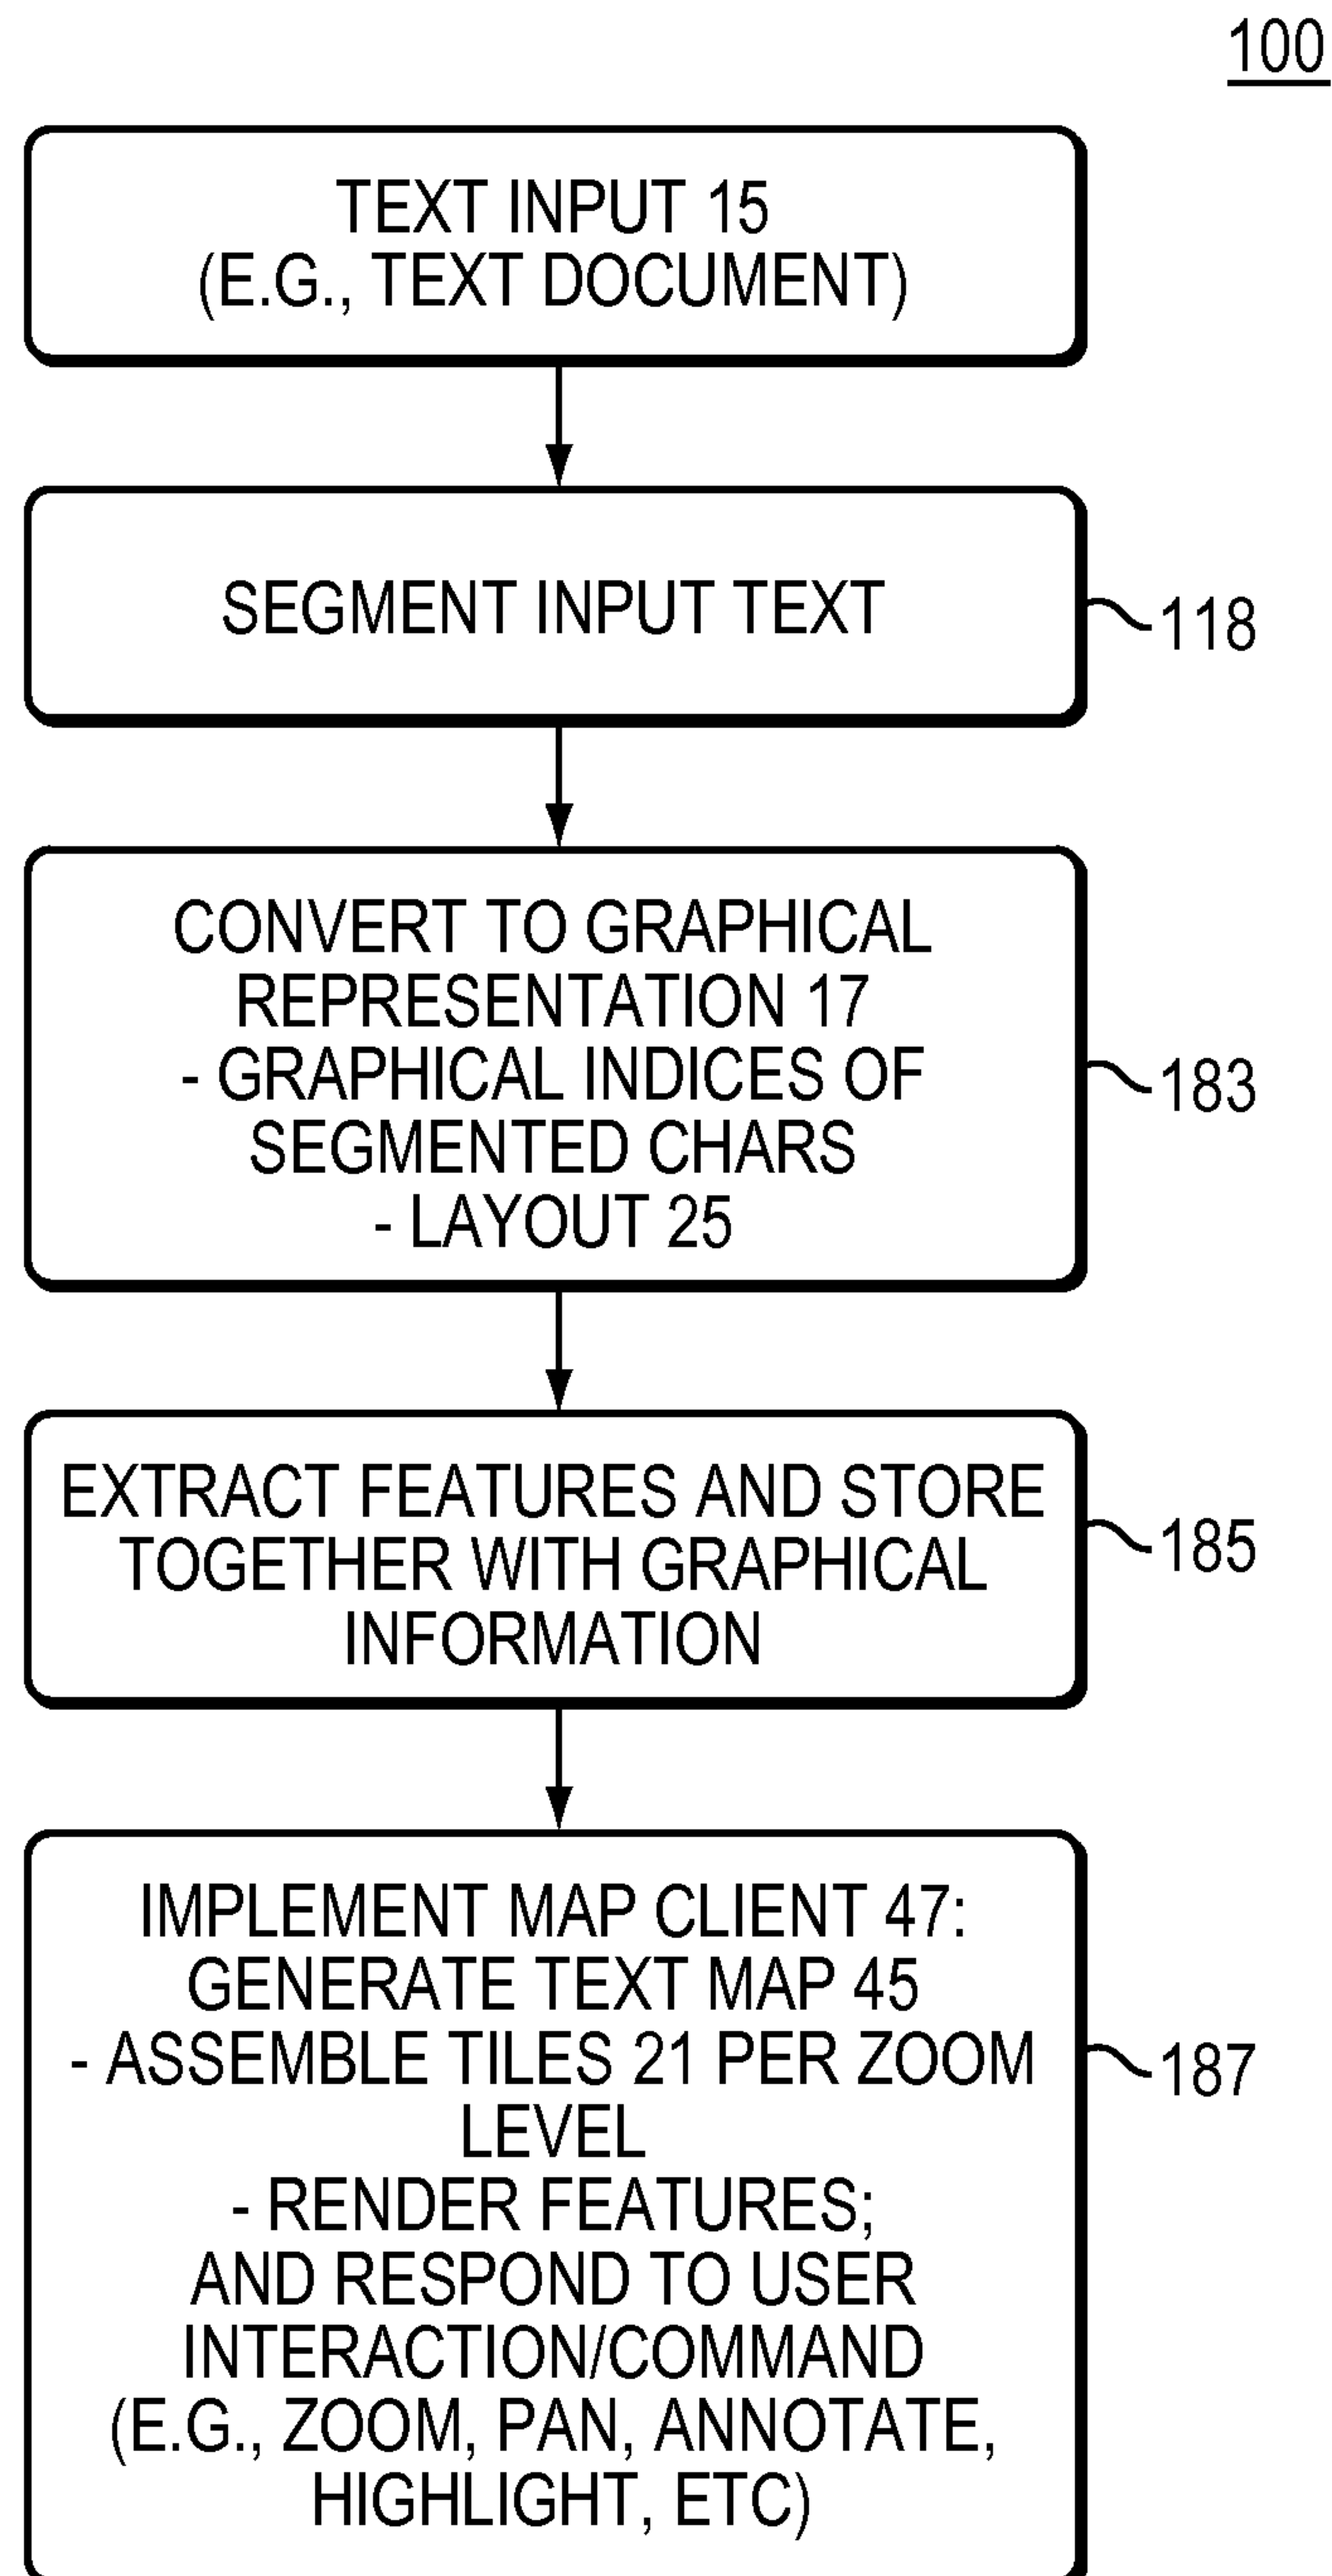 100
TEXT INPUT 15
(E.G., TEXT DOCUMENT)
SEGMENT INPUT TEXT
118
CONVERT TO GRAPHICAL
REPRESENTATION 17
- GRAPHICAL INDICES OF
SEGMENTED CHARS
- LAYOUT 25
183
EXTRACT FEATURES AND STORE
TOGETHER WITH GRAPHICAL
INFORMATION
185
IMPLEMENT MAP CLIENT 47:
GENERATE TEXT MAP 45
- ASSEMBLE TILES 21 PER ZOOM
LEVEL
- RENDER FEATURES;
AND RESPOND TO USER
INTERACTION/COMMAND
(E.G., ZOOM, PAN, ANNOTATE,
HIGHLIGHT, ETC)
187